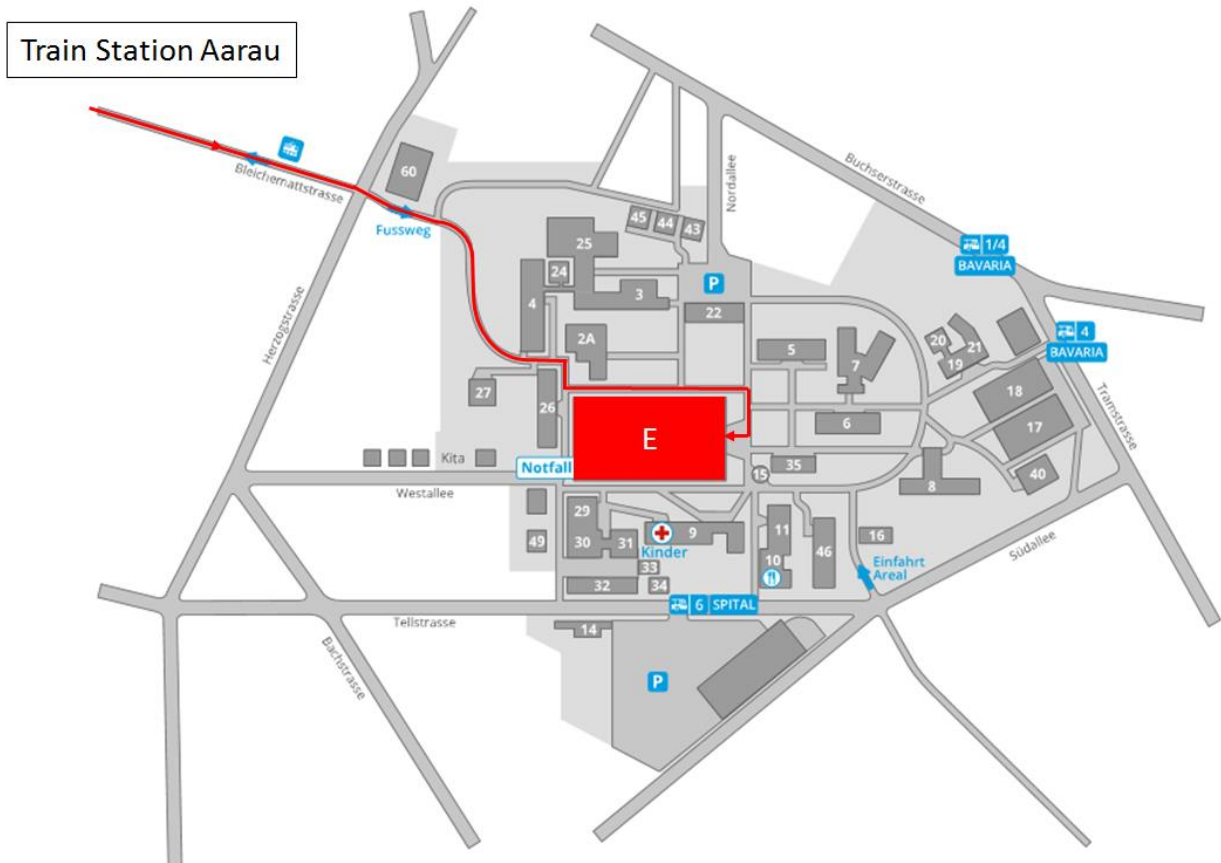 Train Station Aarau
Bleichemattstrasse
60
Fussweg
Herzogstrasse
Nordallee
Buchserstrasse
1/4
BAVARIA
4
BAVARIA
Tramstrasse
45
44
43
25
24
3
4
P
22
2A
5
7
20
21
19
18
17
40
27
26
E
6
Notfall
Kita
Westallee
15
35
8
29
30
31
9
Kinder
11
10
46
16
Einfahrt
Areal
Südallee
49
33
32
34
6 SPITAL
Tellstrasse
14
Bachstrasse
P